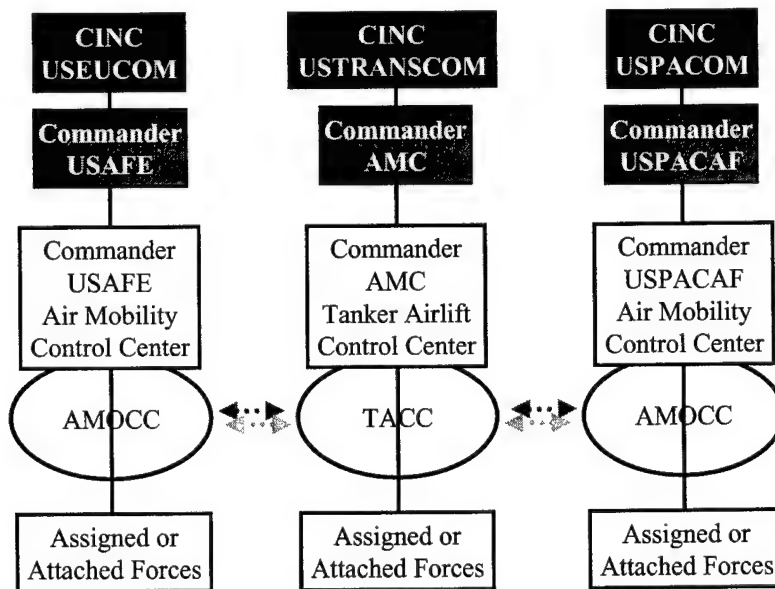 CINC
USEUCOM
Commander
USAFE
Commander
USAFE
Air Mobility
Control Center
AMOCC
Assigned or
Attached Forces
CINC
USTRANSCOM
Commander
AMC
Commander
AMC
Tanker Airlift
Control Center
TACC
Assigned or
Attached Forces
CINC
USPACOM
Commander
USPACAF
Commander
USPACAF
Air Mobility
Control Center
AMOCC
Assigned or
Attached Forces